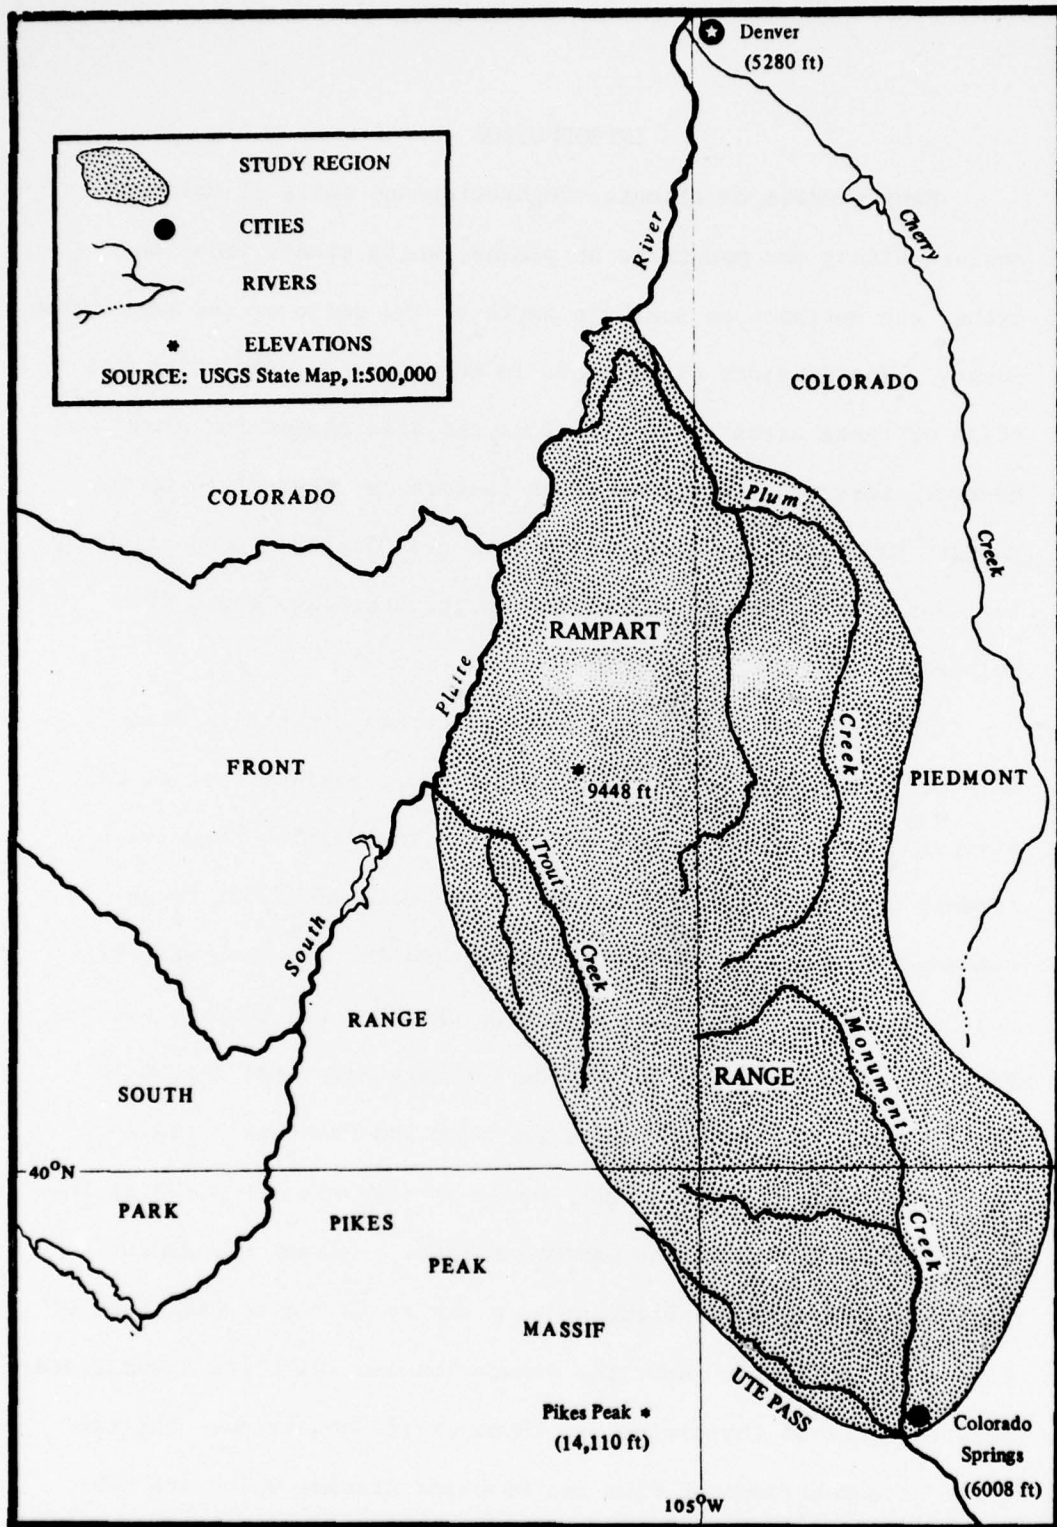 Denver
(5280 ft)
STUDY REGION
CITIES
RIVERS
ELEVATIONS
SOURCE: USGS State Map, 1:500,000
River
Cherry
Creek
COLORADO
COLORADO
Plum
Creek
RAMPART
Platte
FRONT
9448 ft
PIEDMONT
Trout
Creek
South
RANGE
Monument
Creek
RANGE
SOUTH
40°N
PARK
PIKES
PEAK
MASSIF
UTE PASS
Pikes Peak
(14,110 ft)
Colorado
Springs
(6008 ft)
105°W